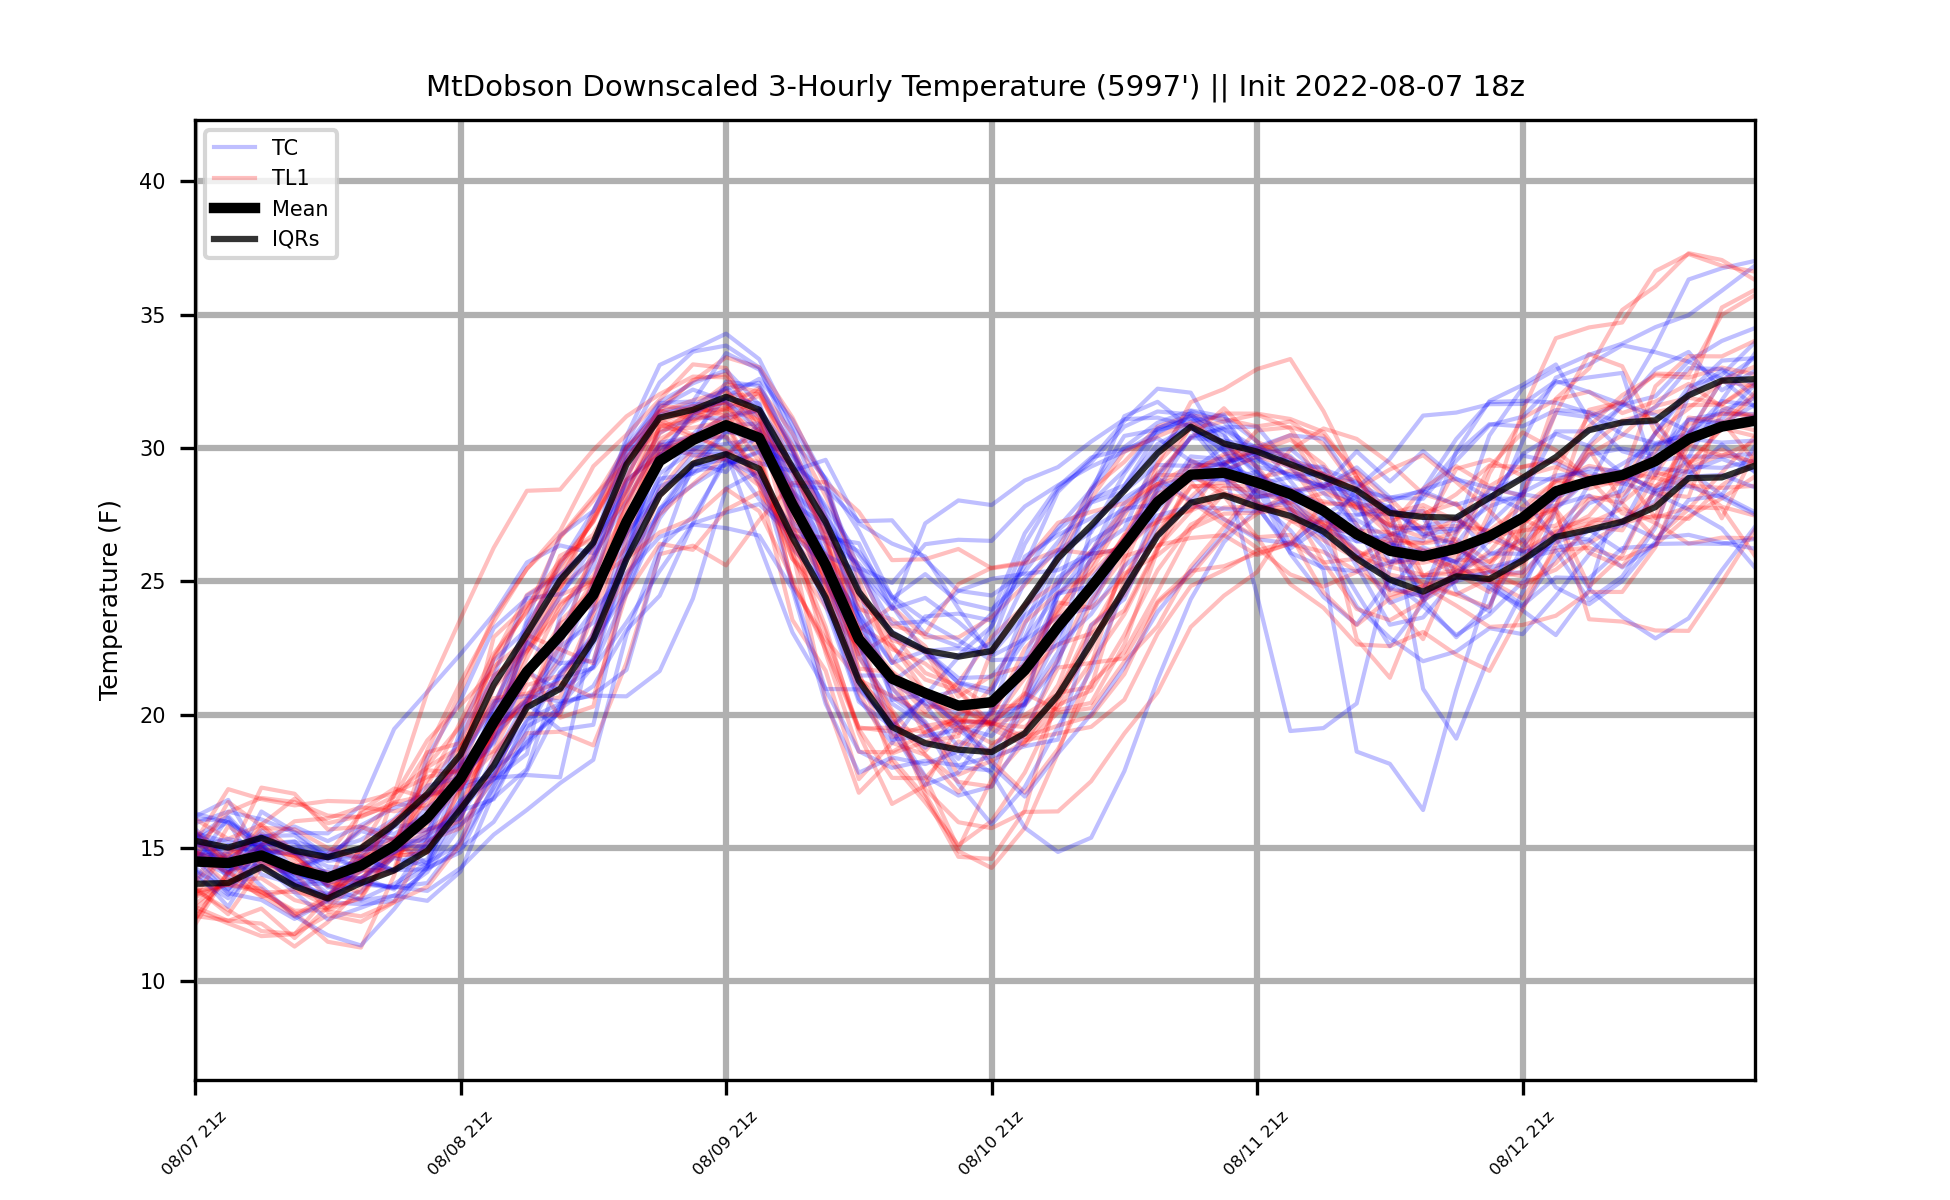 MtDobson Downscaled 3-Hourly Temperature (5997') || Init 2022-08-07 18z
TC
TL1
Mean
IQRs
Temperature (F)
40
35
30
25
20
15
10
08/07 21z
08/08 21z
08/09 21z
08/10 21z
08/11 21z
08/12 21z